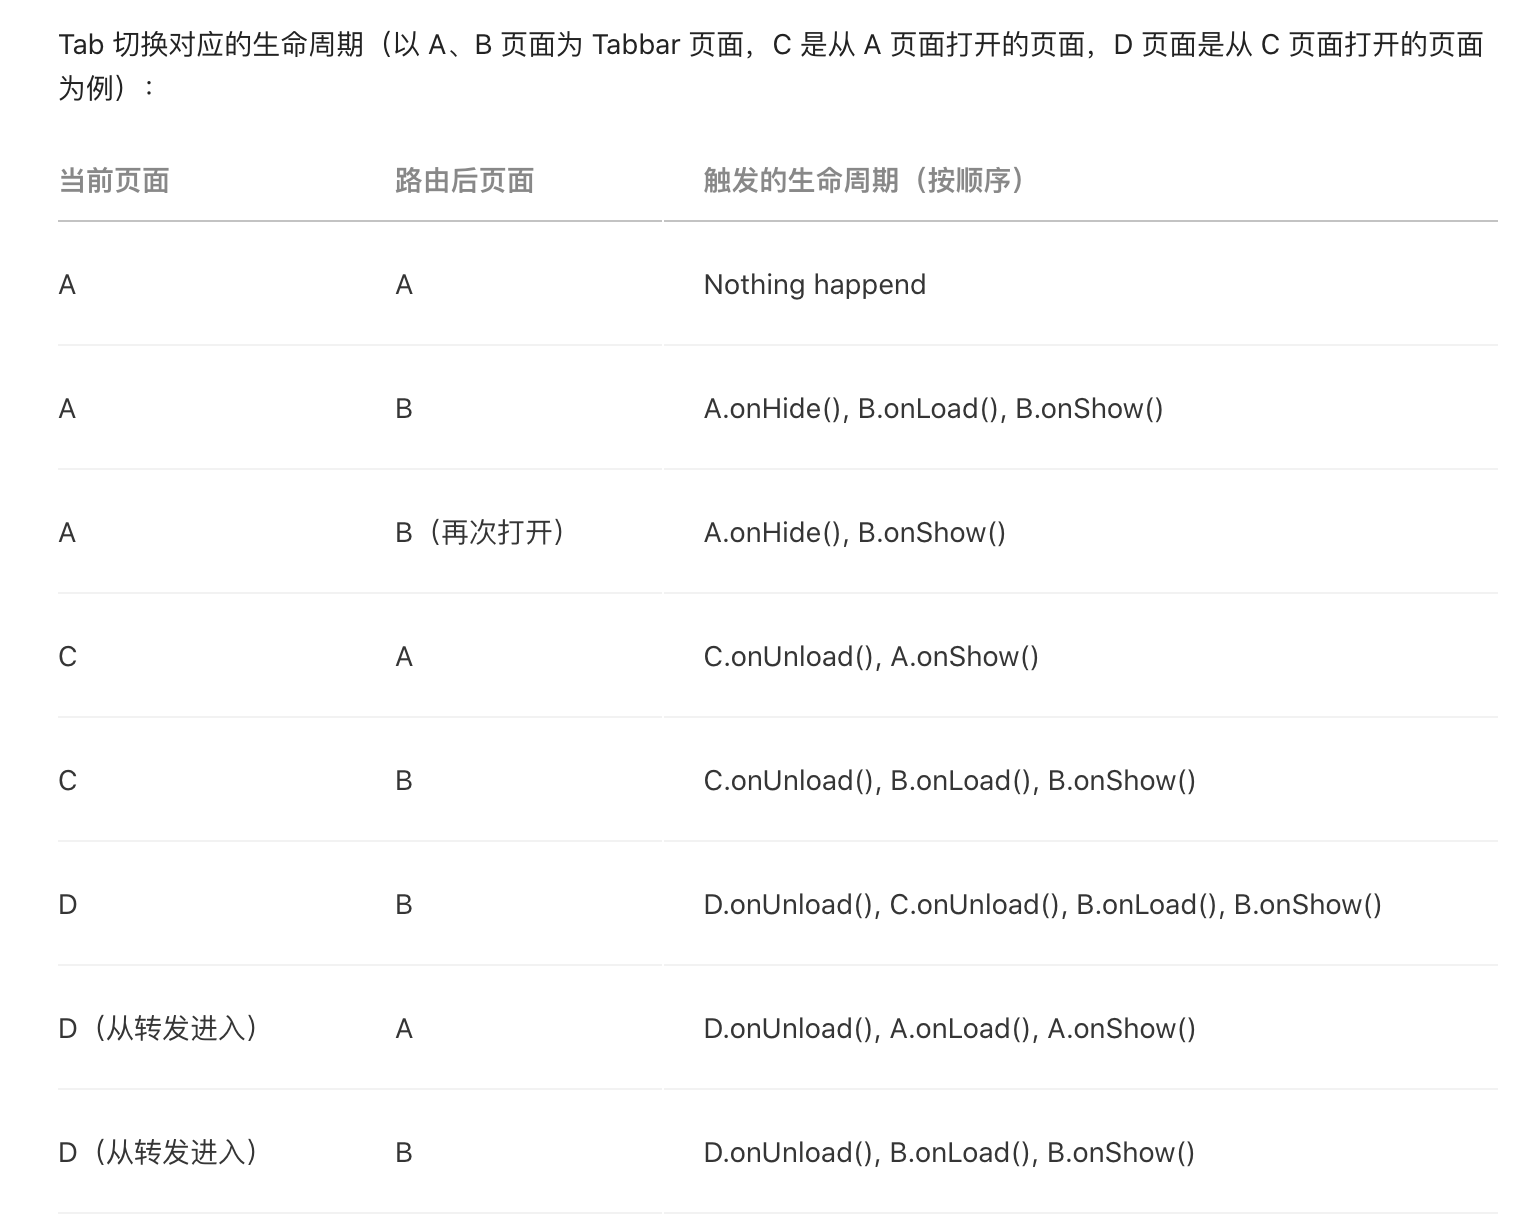 Tab 切换对应的生命周期（以 A、B 页面为 Tabbar 页面，C 是从 A 页面打开的页面，D 页面是从 C 页面打开的页面
为例）：
当前页面 路由后页面 触发的生命周期（按顺序）
A A Nothing happend
A B A.onHide(), B.onLoad(), B.onShow()
A B（再次打开） A.onHide(), B.onShow()
C A C.onUnload(), A.onShow()
C B C.onUnload(), B.onLoad(), B.onShow()
D B D.onUnload(), C.onUnload(), B.onLoad(), B.onShow()
D（从转发进入） A D.onUnload(), A.onLoad(), A.onShow()
D（从转发进入） B D.onUnload(), B.onLoad(), B.onShow()